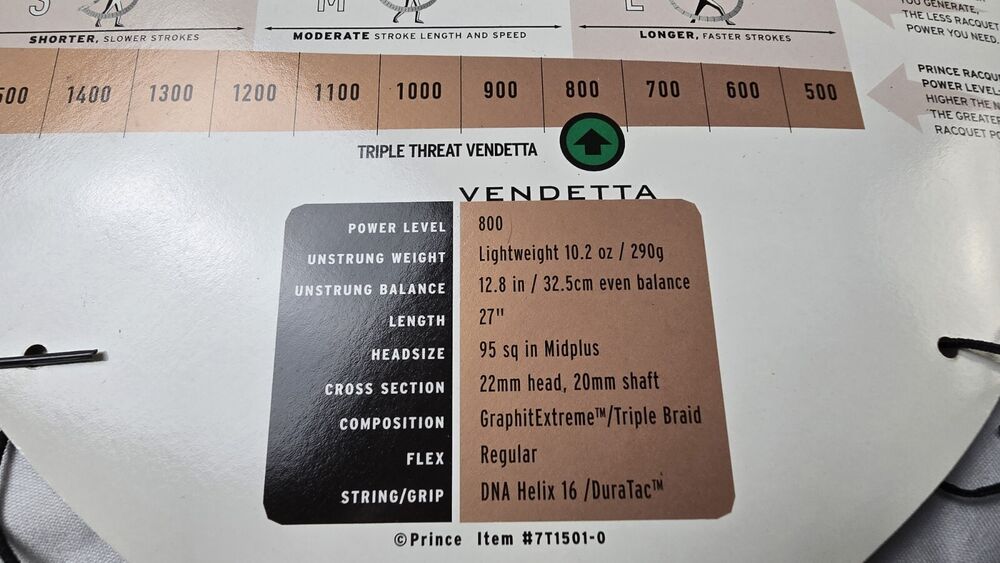 S M L
YOU GENERATE,
THE LESS RACQUET
POWER YOU NEED.
SHORTER, SLOWER STROKES
MODERATE STROKE LENGTH AND SPEED
LONGER, FASTER STROKES
1400 1300 1200 1100 1000 900 800 700 600 500
PRINCE
POWER LEVEL
HIGHER THE
THE GREATER
RACQUET
TRIPLE THREAT VENDETTA
VENDETTA
POWER LEVEL 800
UNSTRUNG WEIGHT Lightweight 10.2 oz / 290g
UNSTRUNG BALANCE 12.8 in / 32.5cm even balance
LENGTH 27"
HEADSIZE 95 sq in Midplus
CROSS SECTION 22mm head, 20mm shaft
COMPOSITION GraphitExtreme™/Triple Braid
FLEX Regular
STRING/GRIP DNA Helix 16 /DuraTac™
©Prince Item #7T1501-0